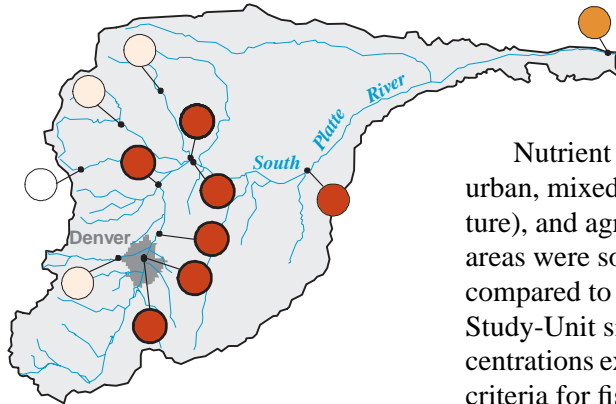 River
Platte
South
Denver
Nutrient
urban, mixed
ture), and agr
areas were so
compared to
Study-Unit s
centrations ex
criteria for fis